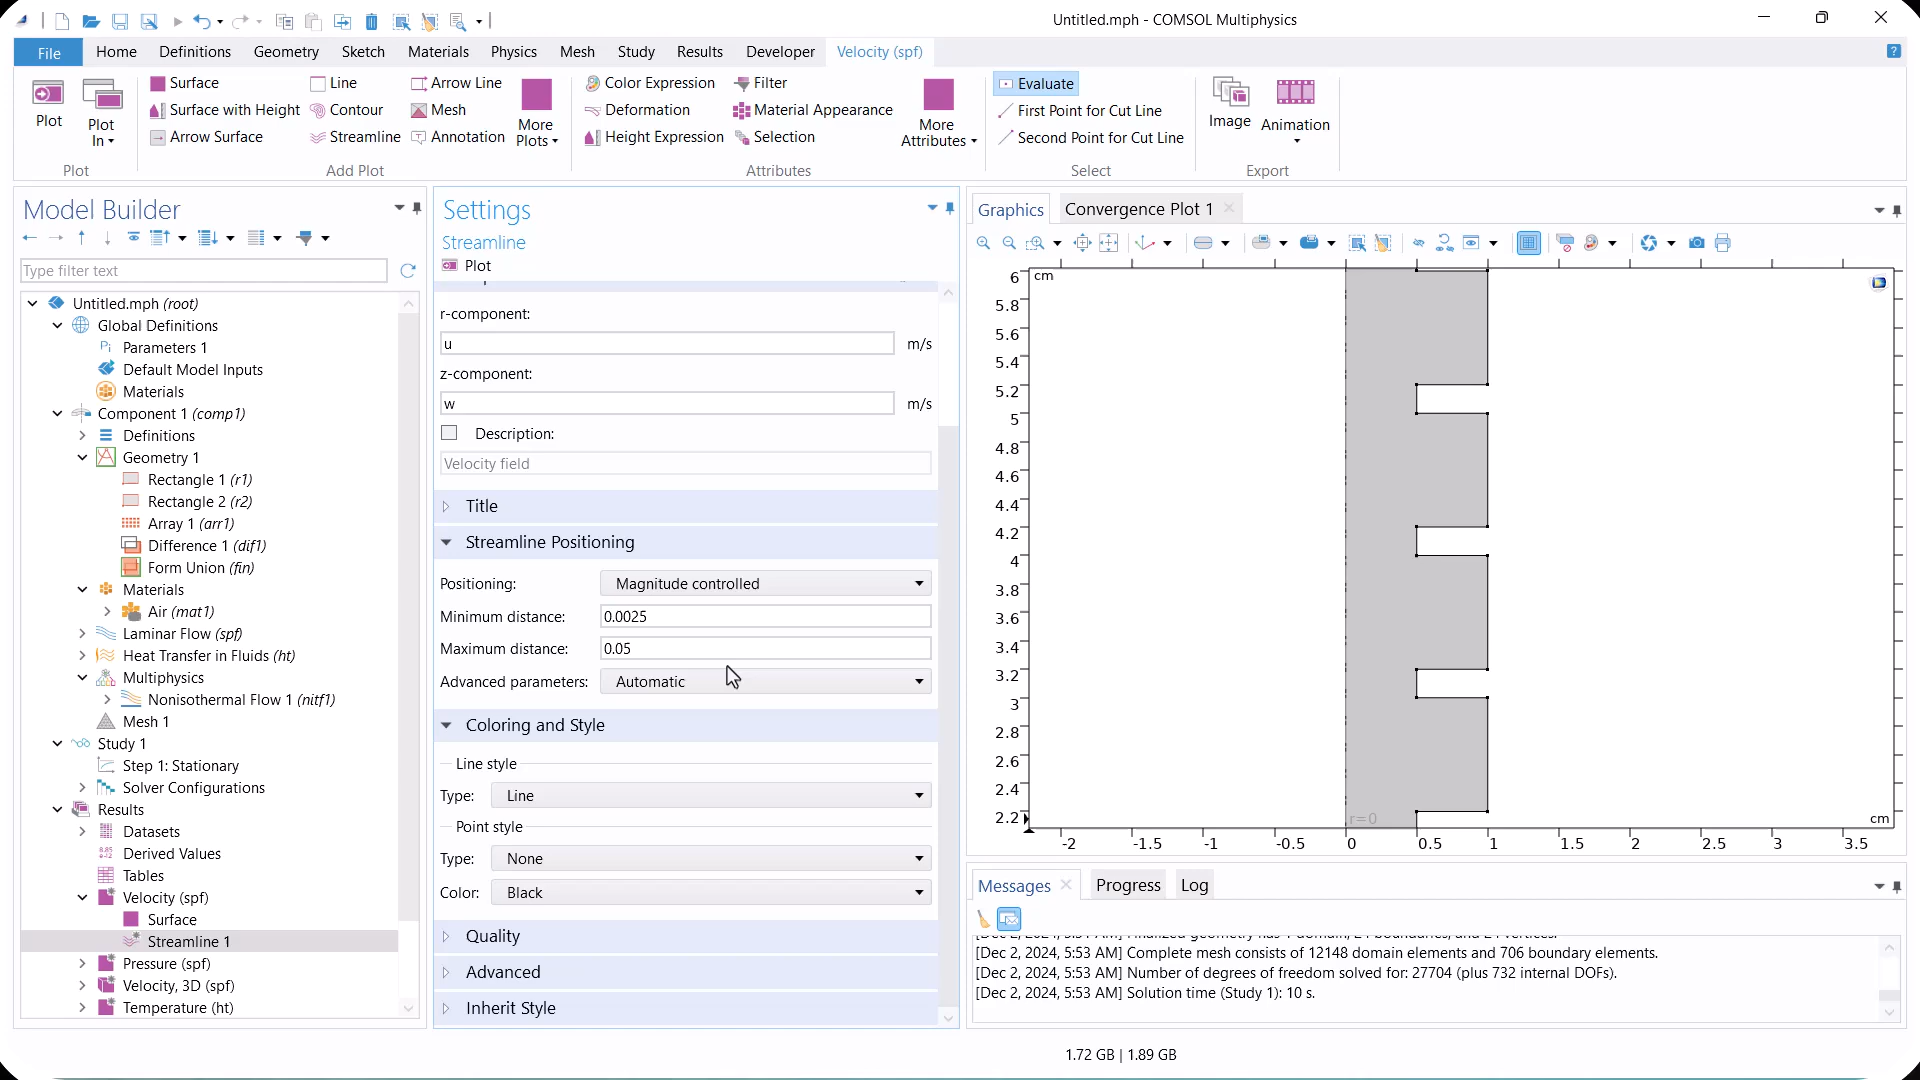 Untitled.mph - COMSOL Multiphysics
File Home Definitions Geometry Sketch Materials Physics Mesh Study Results Developer Velocity (spf)
Plot
Plot In
Plot
Surface
Surface with Height
Arrow Surface
Line
Contour
Streamline
Arrow Line
Mesh
Annotation
More Plots
Add Plot
Color Expression
Deformation
Height Expression
Filter
Material Appearance
Selection
More Attributes
Attributes
Evaluate
First Point for Cut Line
Second Point for Cut Line
Select
Image
Animation
Export
Model Builder
Type filter text
Untitled.mph (root)
Global Definitions
Pi Parameters 1
Default Model Inputs
Materials
Component 1 (comp1)
Definitions
Geometry 1
Rectangle 1 (r1)
Rectangle 2 (r2)
Array 1 (arr1)
Difference 1 (dif1)
Form Union (fin)
Materials
Air (mat1)
Laminar Flow (spf)
Heat Transfer in Fluids (ht)
Multiphysics
Nonisothermal Flow 1 (nitf1)
Mesh 1
Study 1
Step 1: Stationary
Solver Configurations
Results
Datasets
Derived Values
Tables
Velocity (spf)
Surface
Streamline 1
Pressure (spf)
Velocity, 3D (spf)
Temperature (ht)
Settings
Streamline
Plot
r-component:
u m/s
z-component:
w m/s
Description:
Velocity field
Title
Streamline Positioning
Positioning: Magnitude controlled
Minimum distance: 0.0025
Maximum distance: 0.05
Advanced parameters: Automatic
Coloring and Style
Line style
Type: Line
Point style
Type: None
Color: Black
Quality
Advanced
Inherit Style
Graphics Convergence Plot 1
6 cm
5.8
5.6
5.4
5.2
5
4.8
4.6
4.4
4.2
4
3.8
3.6
3.4
3.2
3
2.8
2.6
2.4
2.2 r=0 cm
-2 -1.5 -1 -0.5 0 0.5 1 1.5 2 2.5 3 3.5
Messages Progress Log
[Dec 2, 2024, 5:53 AM] Complete mesh consists of 12148 domain elements and 706 boundary elements.
[Dec 2, 2024, 5:53 AM] Number of degrees of freedom solved for: 27704 (plus 732 internal DOFs).
[Dec 2, 2024, 5:53 AM] Solution time (Study 1): 10 s.
1.72 GB | 1.89 GB